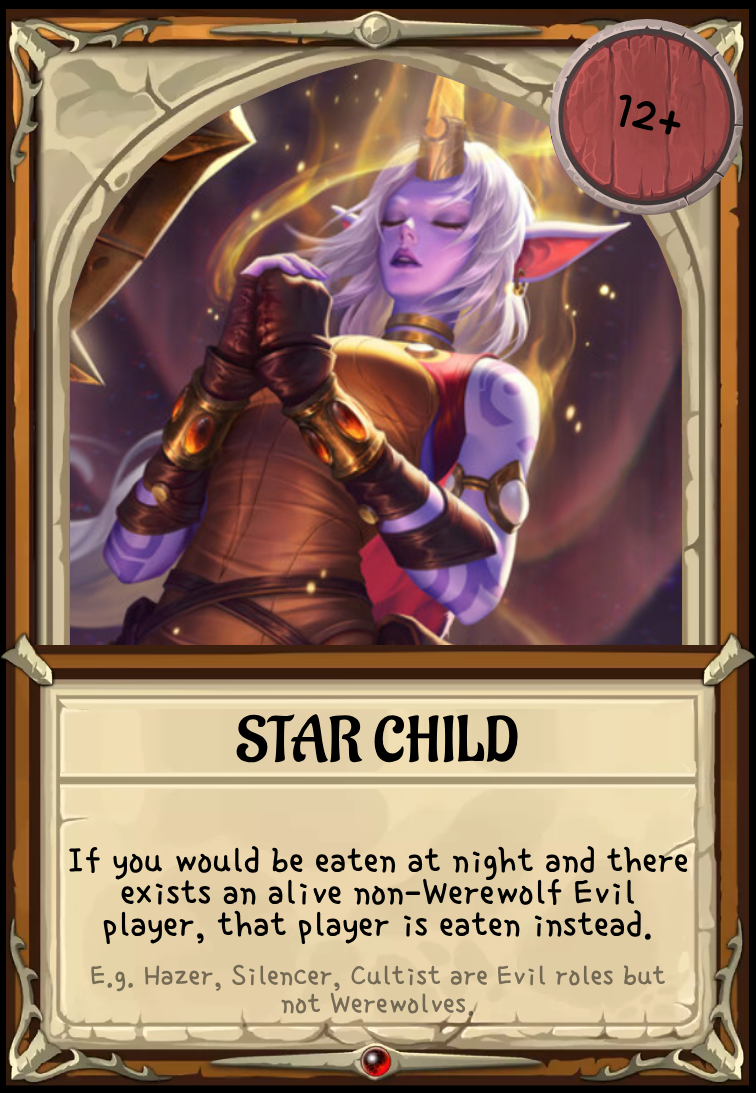 12+
STAR CHILD
If you would be eaten at night and there
exists an alive non-Werewolf Evil
player, that player is eaten instead.
E.g. Hazer, Silencer, Cultist are Evil roles but
not Werewolves.